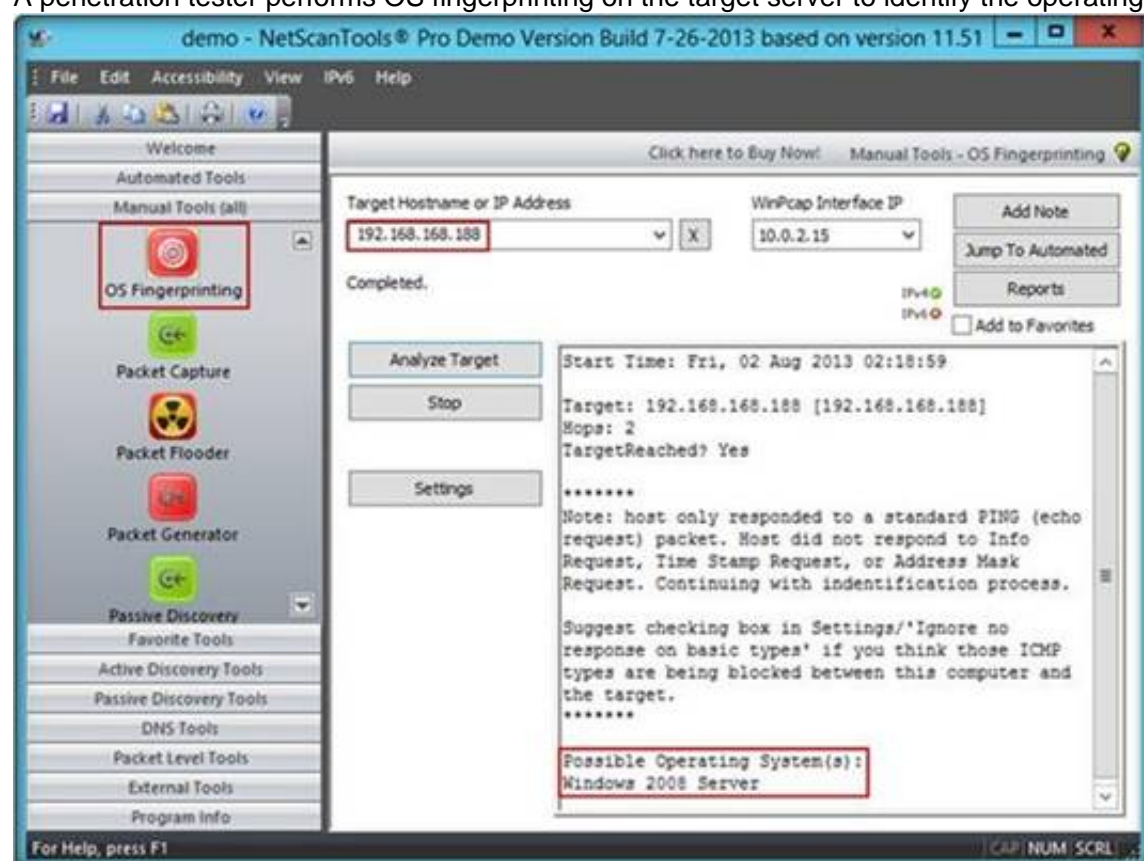 A penetration tester performs OS fingerprinting on the target server to identify the operating
demo - NetScanTools® Pro Demo Version Build 7-26-2013 based on version 11.51
File Edit Accessibility View IPv6 Help
Welcome
Automated Tools
Manual Tools (all)
OS Fingerprinting
Packet Capture
Packet Flooder
Packet Generator
Passive Discovery
Favorite Tools
Active Discovery Tools
Passive Discovery Tools
DNS Tools
Packet Level Tools
External Tools
Program Info
Click here to Buy Now! Manual Tools - OS Fingerprinting
Target Hostname or IP Address
192.168.168.188
X
WinPcap Interface IP
10.0.2.15
Add Note
Jump To Automated
Reports
Add to Favorites
Completed.
IPv4
IPv6
Analyze Target
Stop
Settings
Start Time: Fri, 02 Aug 2013 02:18:59
Target: 192.168.168.188 [192.168.168.188]
Hops: 2
TargetReached? Yes
*******
Note: host only responded to a standard PING (echo
request) packet. Host did not respond to Info
Request, Time Stamp Request, or Address Mask
Request. Continuing with indentification process.
Suggest checking box in Settings/'Ignore no
response on basic types' if you think those ICMP
types are being blocked between this computer and
the target.
*******
Possible Operating System(s):
Windows 2008 Server
For Help, press F1
CAP NUM SCRL